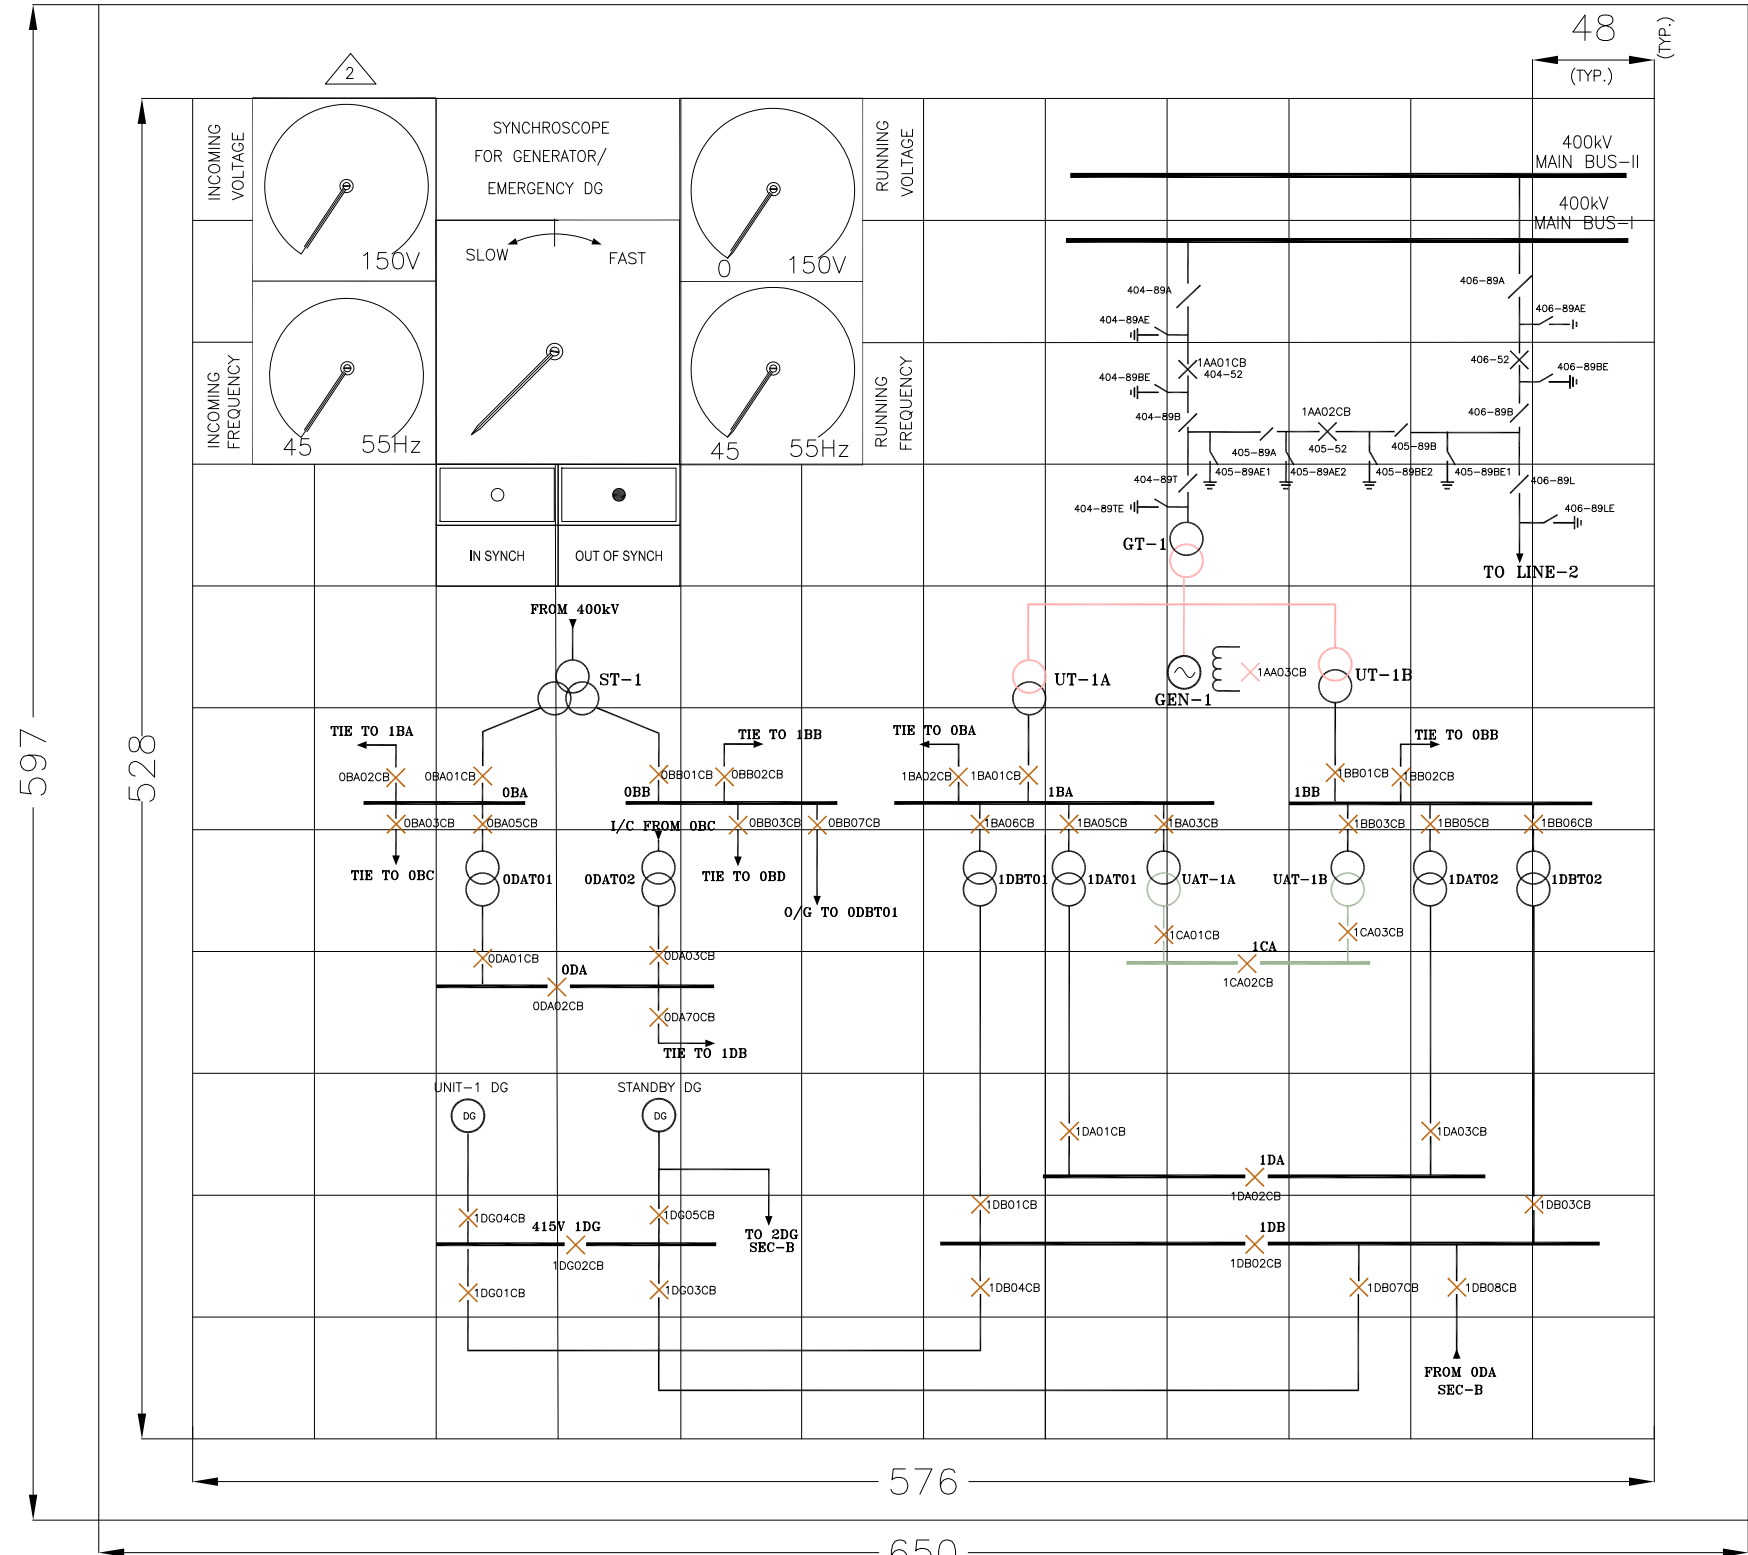 48
(TYP.)
(TYP.)
2
INCOMING
VOLTAGE
150V
SYNCHROSCOPE
FOR GENERATOR/
EMERGENCY DG
SLOW
FAST
0
150V
RUNNING
VOLTAGE
INCOMING
FREQUENCY
45
55Hz
45
55Hz
RUNNING
FREQUENCY
IN SYNCH
OUT OF SYNCH
400kV
MAIN BUS-II
400kV
MAIN BUS-I
404-89A
404-89AE
1AA01CB
404-52
404-89BE
404-89B
406-89A
406-89AE
406-52
406-89BE
406-89B
1AA02CB
405-89A
405-52
405-89B
405-89AE1
405-89AE2
405-89BE2
405-89BE1
404-89T
404-89TE
406-89L
406-89LE
GT-1
TO LINE-2
FROM 400kV
ST-1
UT-1A
GEN-1
1AA03CB
UT-1B
TIE TO 1BA
TIE TO 1BB
TIE TO 0BA
TIE TO 0BB
0BA02CB
0BA01CB
0BB01CB
0BB02CB
1BA02CB
1BA01CB
1BB01CB
1BB02CB
0BA
0BB
1BA
1BB
0BA03CB
0BA05CB
I/C FROM 0BC
0BB03CB
0BB07CB
1BA06CB
1BA05CB
1BA03CB
1BB03CB
1BB05CB
1BB06CB
TIE TO 0BC
0DAT01
0DAT02
TIE TO 0BD
O/G TO 0DBT01
1DBT01
1DAT01
UAT-1A
UAT-1B
1DAT02
1DBT02
0DA01CB
0DA03CB
1CA01CB
1CA03CB
0DA
1CA
0DA02CB
1CA02CB
0DA70CB
TIE TO 1DB
UNIT-1 DG
STANDBY DG
DG
DG
1DA01CB
1DA03CB
1DA
1DA02CB
1DG04CB
1DG05CB
415V 1DG
TO 2DG
SEC-B
1DB01CB
1DB03CB
1DB
1DG02CB
1DB02CB
1DG01CB
1DG03CB
1DB04CB
1DB07CB
1DB08CB
FROM 0DA
SEC-B
597
528
576
650